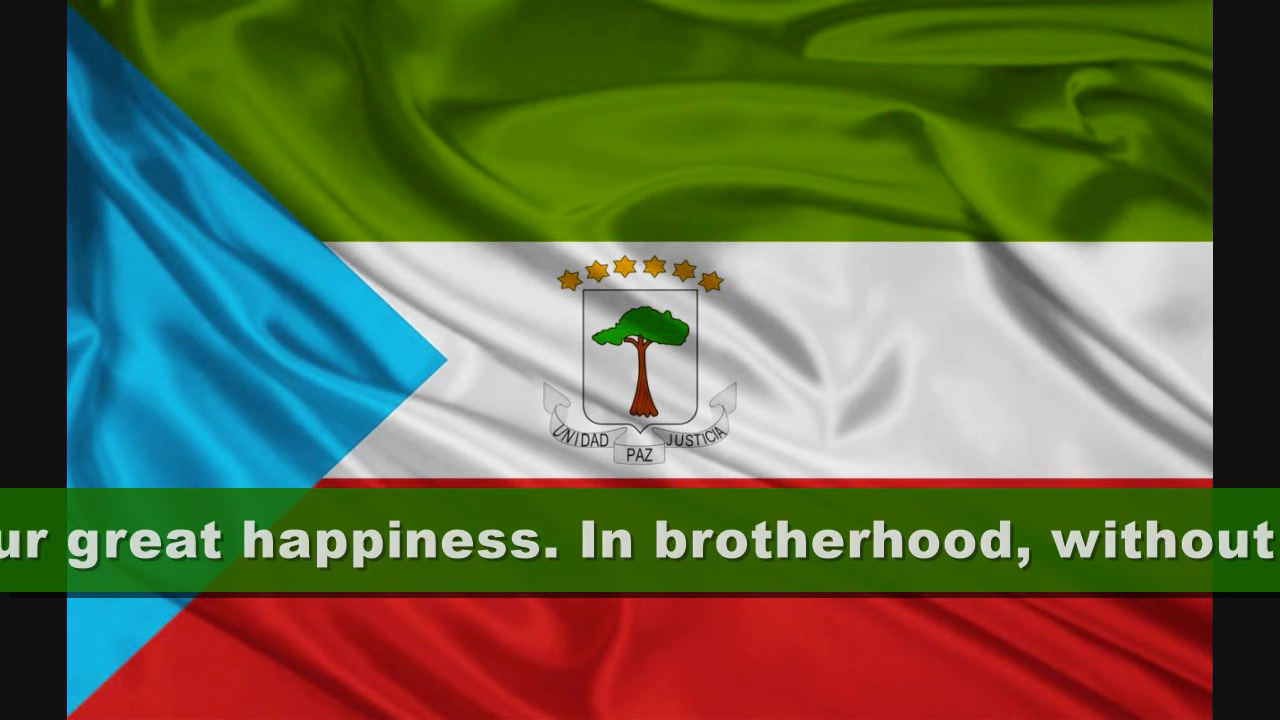 UNIDAD PAZ JUSTICIA
ur great happiness. In brotherhood, without